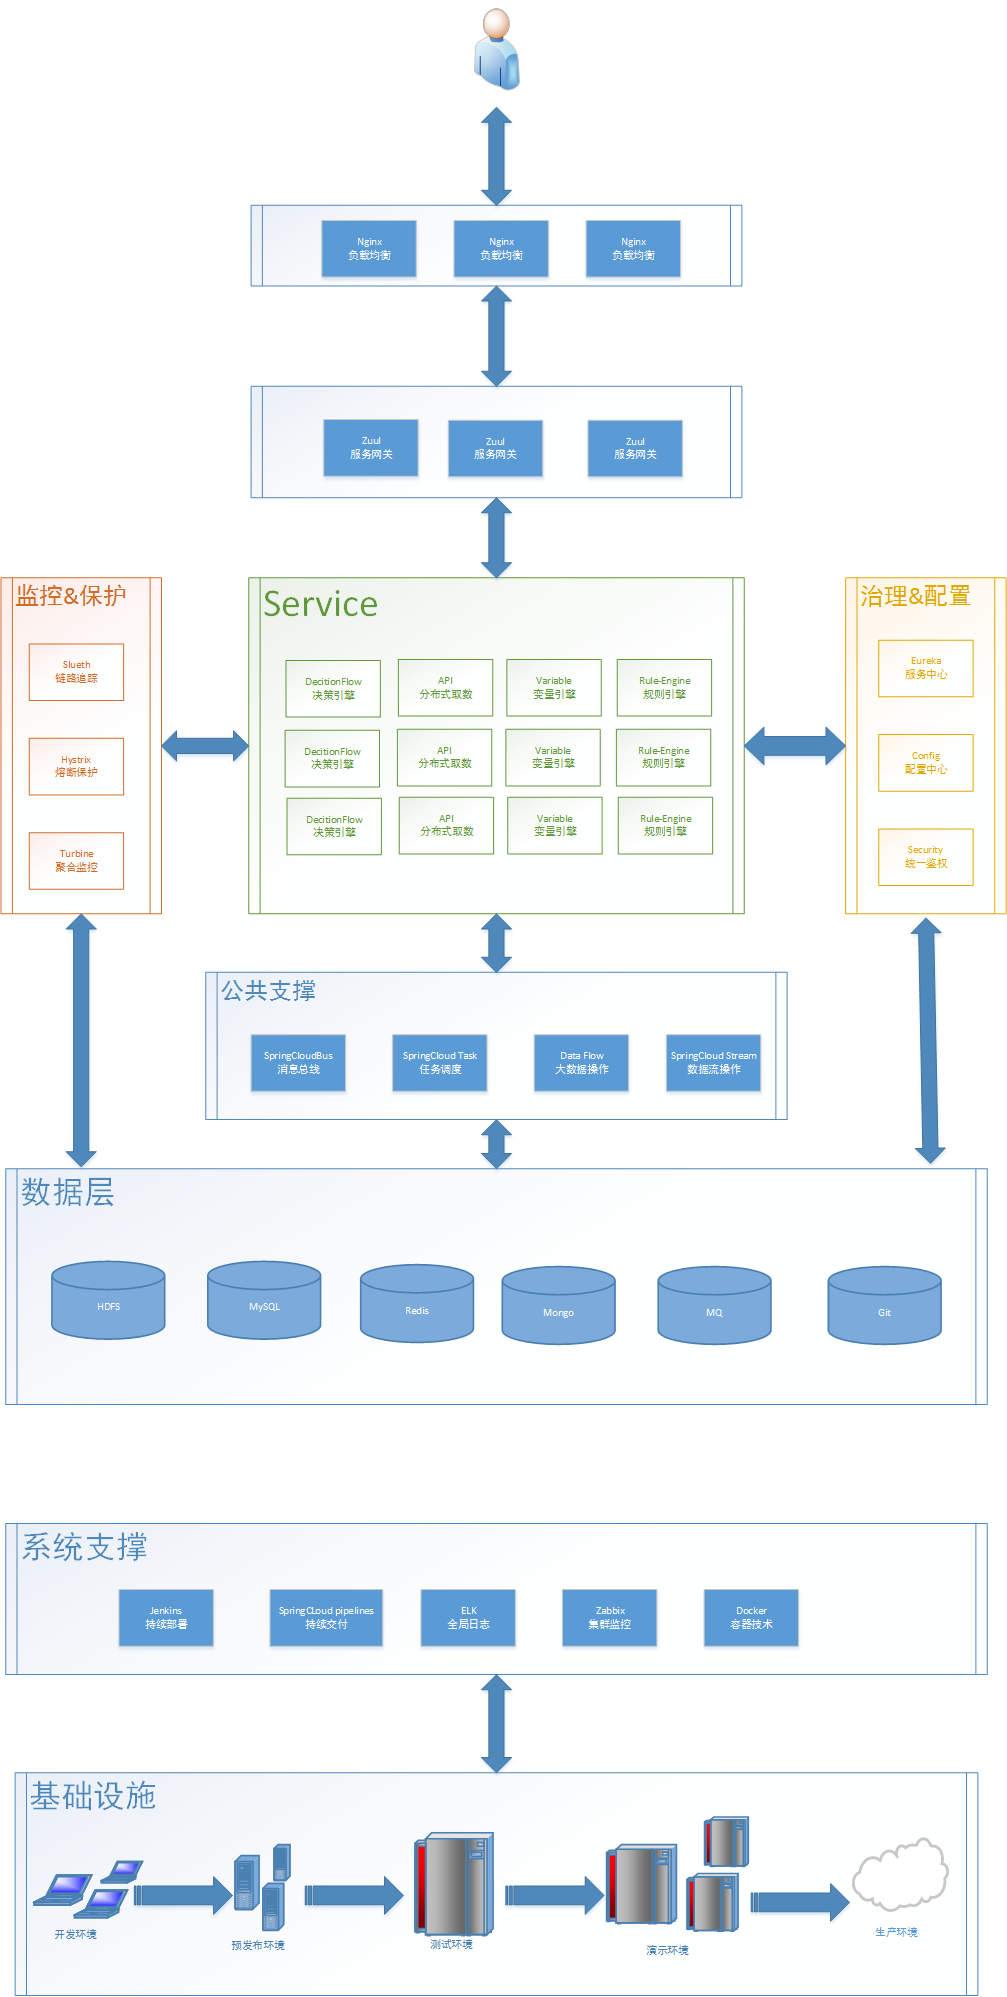 Nginx
负载均衡
Nginx
负载均衡
Nginx
负载均衡
Zuul
服务网关
Zuul
服务网关
Zuul
服务网关
监控&保护
Slueth
链路追踪
Hystrix
熔断保护
Turbine
聚合监控
Service
DecitionFlow
决策引擎
API
分布式取数
Variable
变量引擎
Rule-Engine
规则引擎
DecitionFlow
决策引擎
API
分布式取数
Variable
变量引擎
Rule-Engine
规则引擎
DecitionFlow
决策引擎
API
分布式取数
Variable
变量引擎
Rule-Engine
规则引擎
治理&配置
Eureka
服务中心
Config
配置中心
Security
统一鉴权
公共支撑
SpringCloudBus
消息总线
SpringCloud Task
任务调度
Data Flow
大数据操作
SpringCloud Stream
数据流操作
数据层
HDFS
MySQL
Redis
Mongo
MQ
Git
系统支撑
Jenkins
持续部署
SpringCLoud pipelines
持续交付
ELK
全局日志
Zabbix
集群监控
Docker
容器技术
基础设施
开发环境
预发布环境
测试环境
演示环境
生产环境